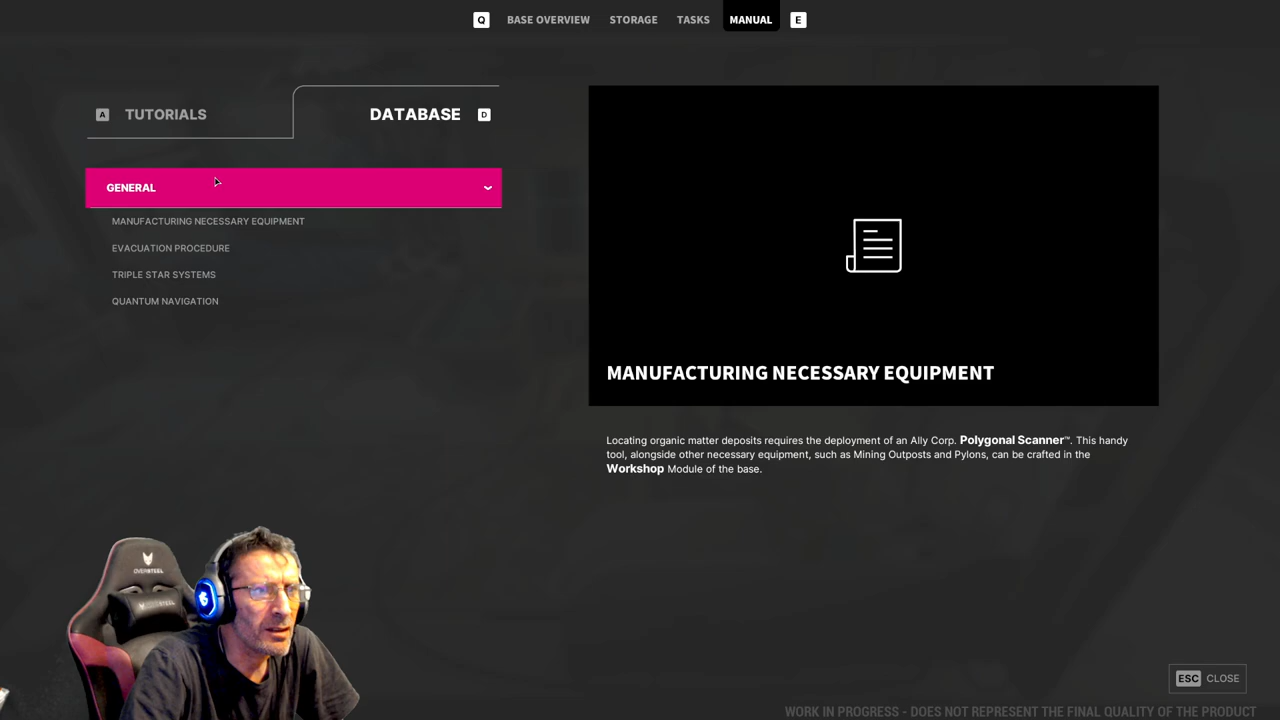 Q BASE OVERVIEW STORAGE TASKS MANUAL E
A TUTORIALS DATABASE D
GENERAL
MANUFACTURING NECESSARY EQUIPMENT
EVACUATION PROCEDURE
TRIPLE STAR SYSTEMS
QUANTUM NAVIGATION
MANUFACTURING NECESSARY EQUIPMENT
Locating organic matter deposits requires the deployment of an Ally Corp. Polygonal Scanner™. This handy
tool, alongside other necessary equipment, such as Mining Outposts and Pylons, can be crafted in the
Workshop Module of the base.
OVERSTEEL
ESC CLOSE
WORK IN PROGRESS - DOES NOT REPRESENT THE FINAL QUALITY OF THE PRODUCT